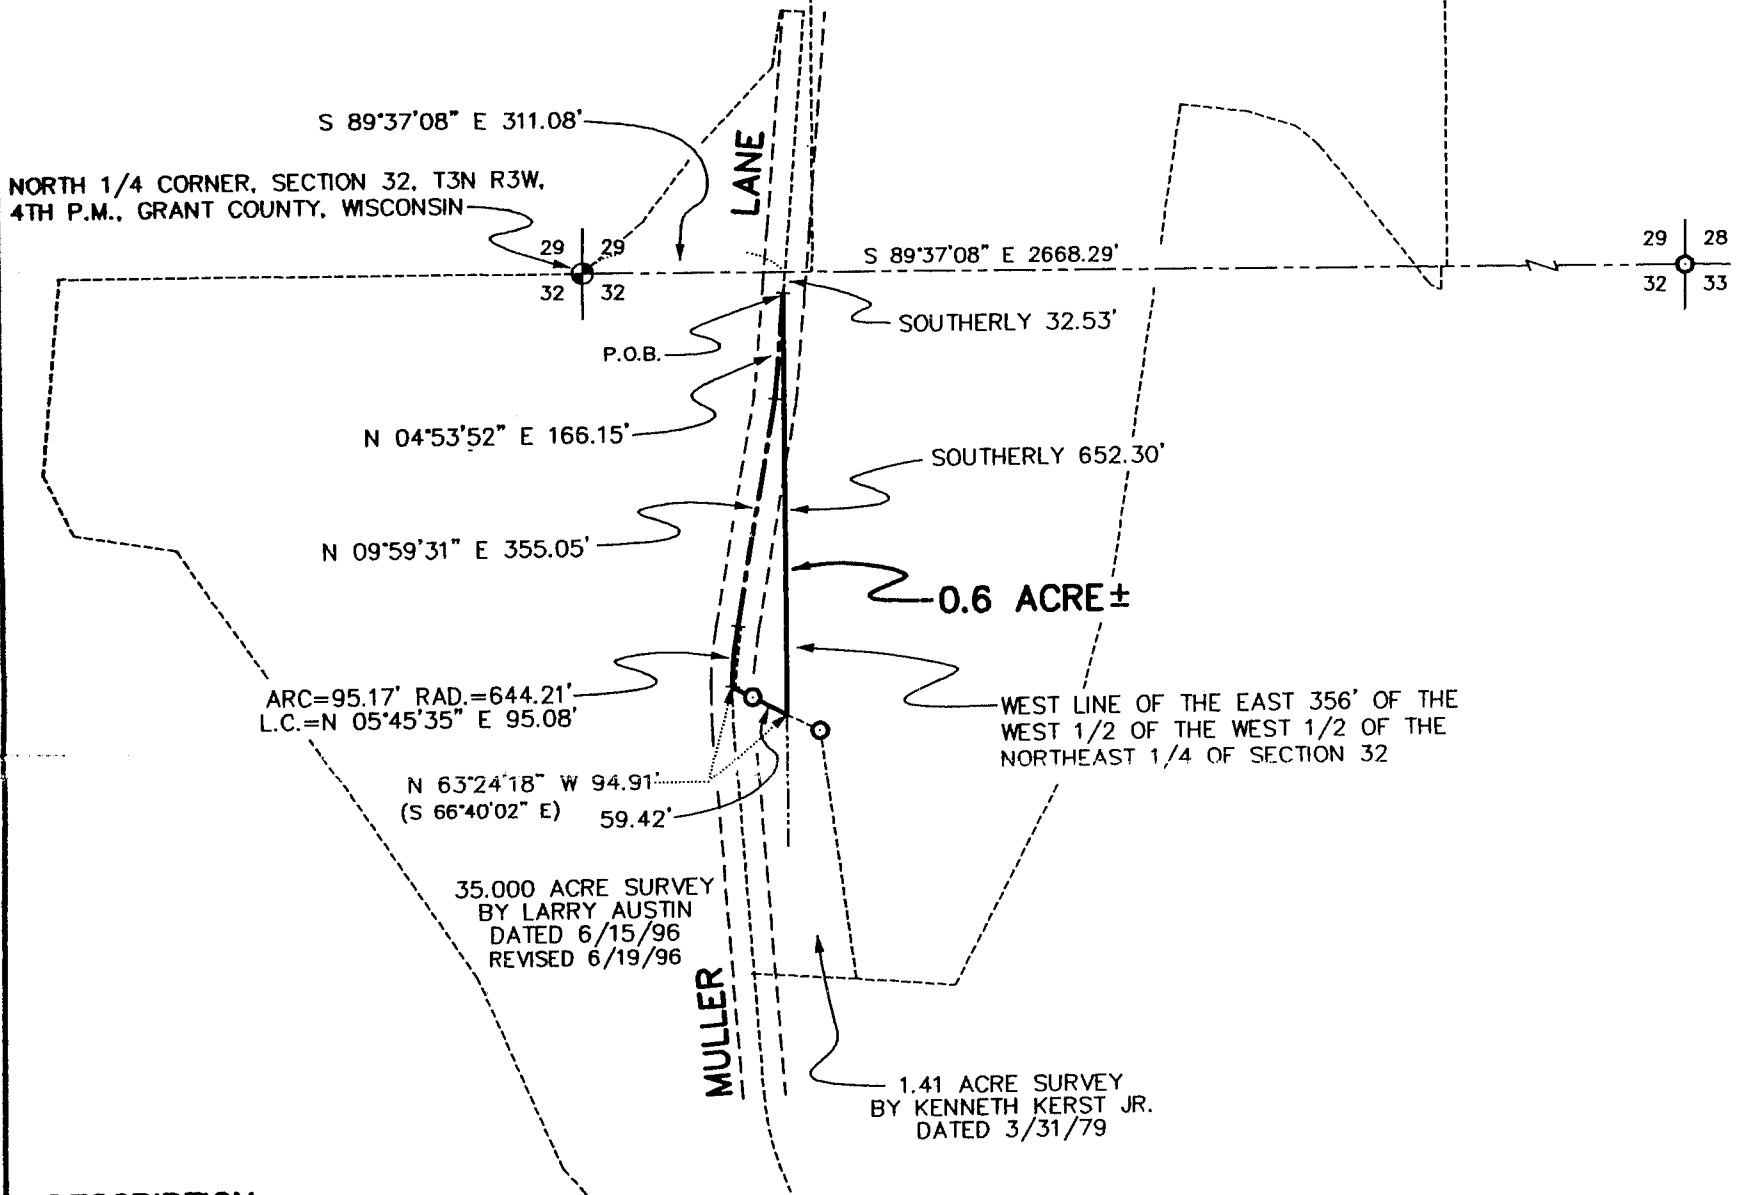 S 89°37'08" E 311.08'
LANE
NORTH 1/4 CORNER, SECTION 32, T3N R3W,
4TH P.M., GRANT COUNTY, WISCONSIN
29 29
32 32
S 89°37'08" E 2668.29'
29 28
32 33
SOUTHERLY 32.53'
P.O.B.
N 04°53'52" E 166.15'
SOUTHERLY 652.30'
N 09°59'31" E 355.05'
0.6 ACRE±
ARC=95.17' RAD.=644.21'
L.C.=N 05°45'35" E 95.08'
WEST LINE OF THE EAST 356' OF THE
WEST 1/2 OF THE WEST 1/2 OF THE
NORTHEAST 1/4 OF SECTION 32
N 63°24'18" W 94.91'
(S 66°40'02" E)
59.42'
35.000 ACRE SURVEY
BY LARRY AUSTIN
DATED 6/15/96
REVISED 6/19/96
MULLER
1.41 ACRE SURVEY
BY KENNETH KERST JR.
DATED 3/31/79